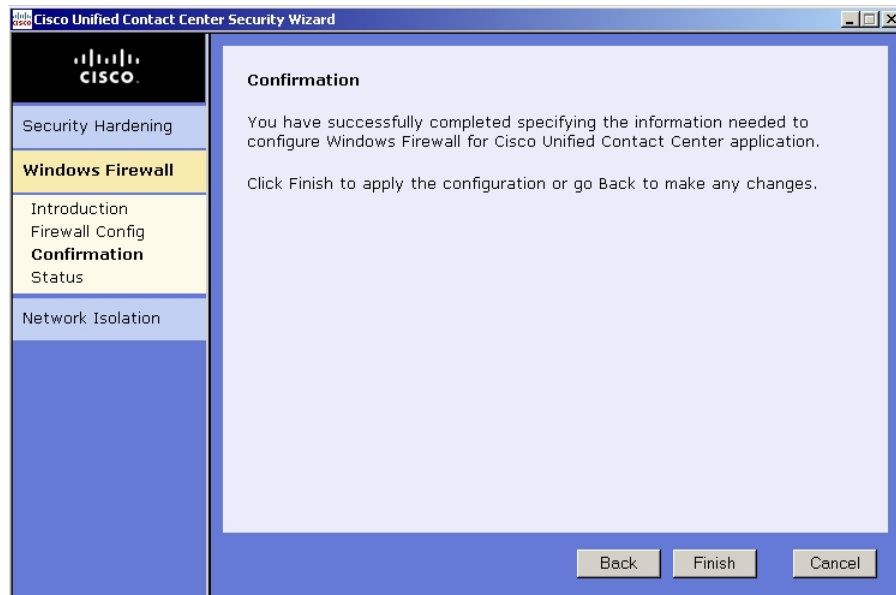 Cisco Unified Contact Center Security Wizard
CISCO.
Security Hardening
Windows Firewall
Introduction
Firewall Config
Confirmation
Status
Network Isolation
Confirmation
You have successfully completed specifying the information needed to
configure Windows Firewall for Cisco Unified Contact Center application.
Click Finish to apply the configuration or go Back to make any changes.
Back
Finish
Cancel